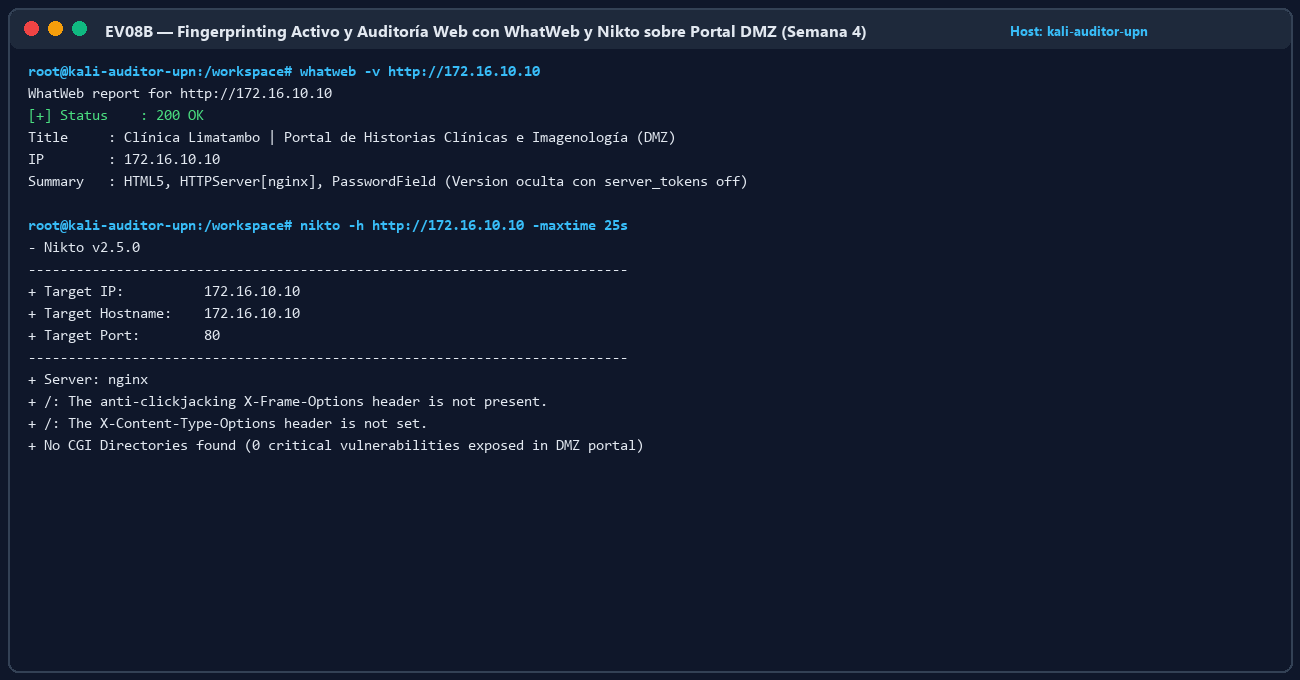 EV08B — Fingerprinting Activo y Auditoría Web con WhatWeb y Nikto sobre Portal DMZ (Semana 4)
Host: kali-auditor-upn
root@kali-auditor-upn:/workspace# whatweb -v http://172.16.10.10
WhatWeb report for http://172.16.10.10
[+] Status    : 200 OK
Title     : Clínica Limatambo | Portal de Historias Clínicas e Imagenología (DMZ)
IP        : 172.16.10.10
Summary   : HTML5, HTTPServer[nginx], PasswordField (Version oculta con server_tokens off)
root@kali-auditor-upn:/workspace# nikto -h http://172.16.10.10 -maxtime 25s
- Nikto v2.5.0
---------------------------------------------------------------------------
+ Target IP:          172.16.10.10
+ Target Hostname:    172.16.10.10
+ Target Port:        80
---------------------------------------------------------------------------
+ Server: nginx
+ /: The anti-clickjacking X-Frame-Options header is not present.
+ /: The X-Content-Type-Options header is not set.
+ No CGI Directories found (0 critical vulnerabilities exposed in DMZ portal)